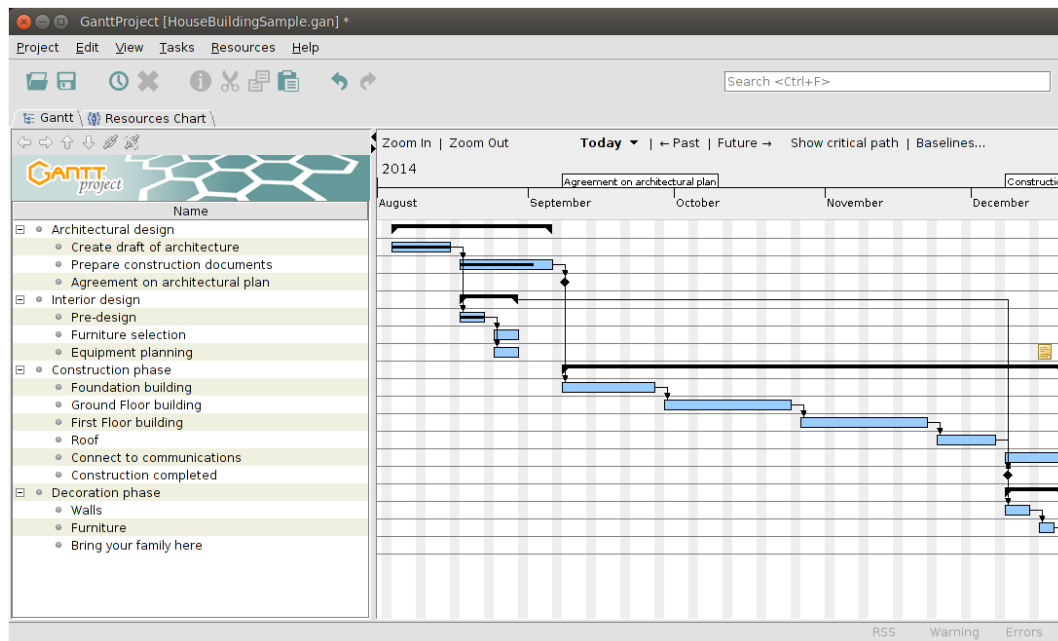 GanttProject [HouseBuildingSample.gan] *
Project Edit View Tasks Resources Help
Search <Ctrl+F>
Gantt Resources Chart
Zoom In | Zoom Out Today ▼ | ← Past | Future → Show critical path | Baselines...
GANTT project
2014
Agreement on architectural plan Constructi
Name
August September October November December
Architectural design
Create draft of architecture
Prepare construction documents
Agreement on architectural plan
Interior design
Pre-design
Furniture selection
Equipment planning
Construction phase
Foundation building
Ground Floor building
First Floor building
Roof
Connect to communications
Construction completed
Decoration phase
Walls
Furniture
Bring your family here
RSS Warning Errors